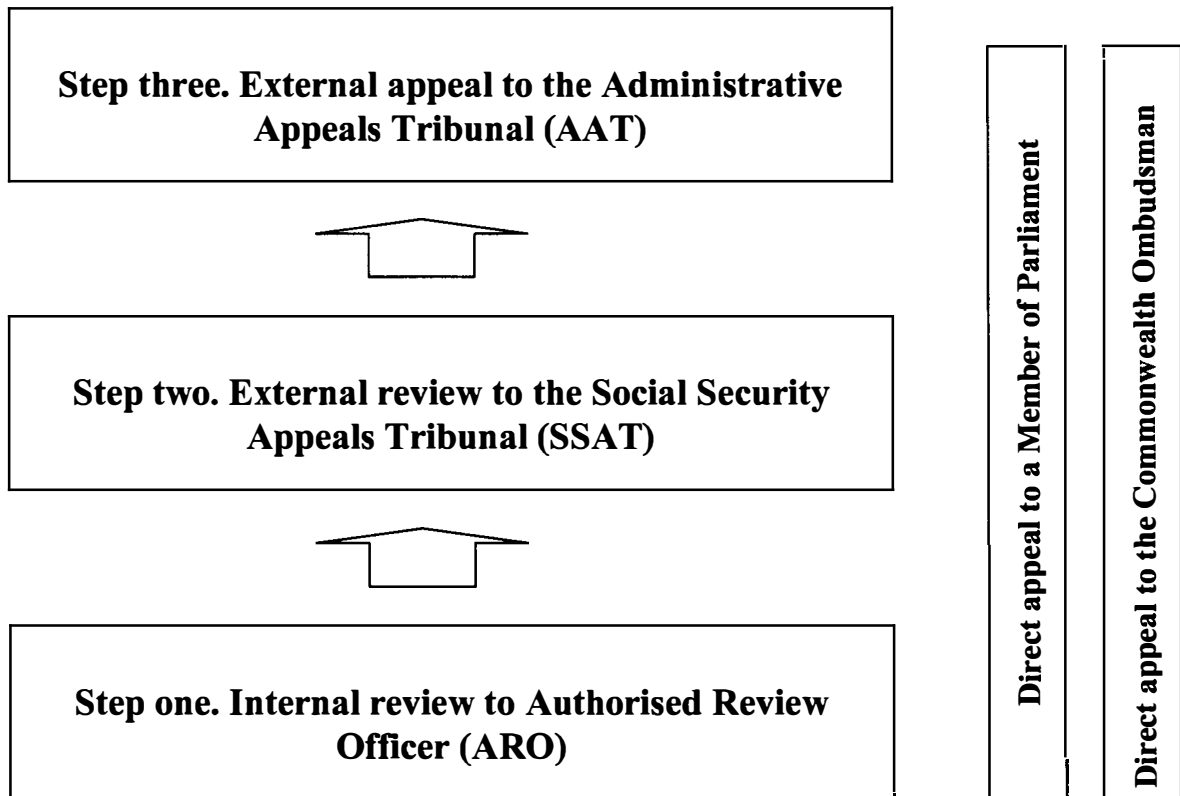 Step three. External appeal to the Administrative
Appeals Tribunal (AAT)
Step two. External review to the Social Security
Appeals Tribunal (SSAT)
Step one. Internal review to Authorised Review
Officer (ARO)
Direct appeal to a Member of Parliament
Direct appeal to the Commonwealth Ombudsman